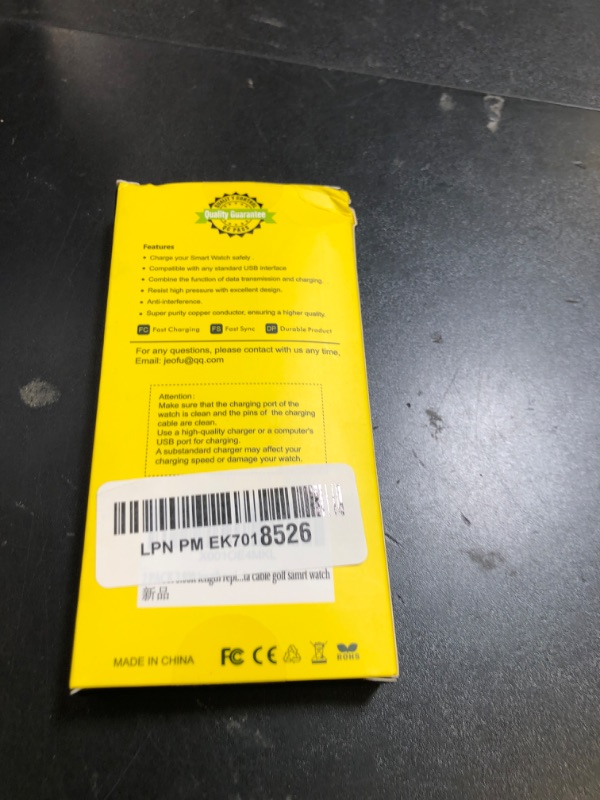 Quality Guarantee
Features
• Charge your Smart Watch safely
• Compatible with any standard USB Interface
• Combine the function of data transmission and charging.
• Resist high pressure with excellent design.
• Anti-interference.
• Super purity copper conductor, ensuring a higher quality.
FC Fast Charging FS Fast Sync DP Durable Product
For any questions, please contact with us any time,
Email: jeofu@qq.com
Attention:
Make sure that the charging port of the
watch is clean and the pins of the charging
cable are clean.
Use a high-quality charger or a computer's
USB port for charging.
A substandard charger may affect your
charging speed or damage your watch.
LPN PM EK7018526
cable golf samrt watch
新品
MADE IN CHINA FC CE ROHS